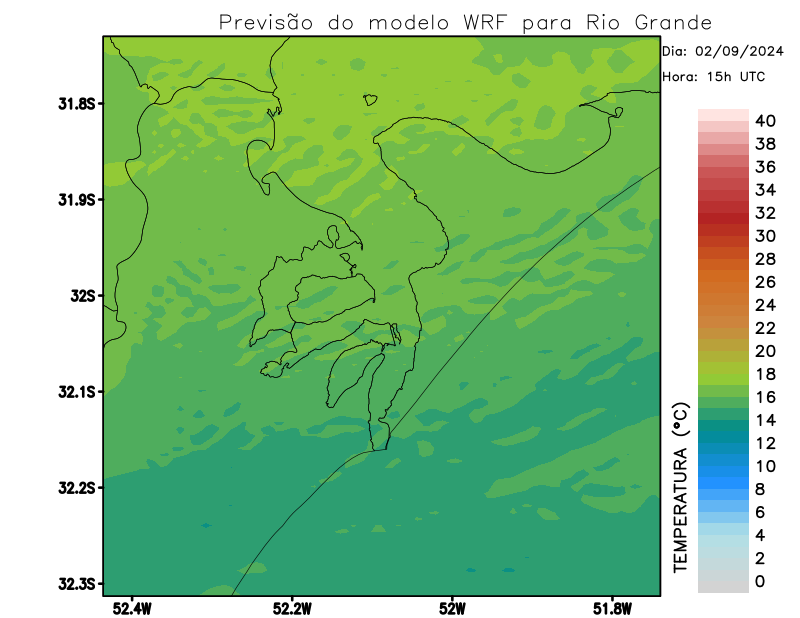 Previsão do modelo WRF para Rio Grande
Dia: 02/09/2024
Hora: 15h UTC
31.8S
31.9S
32S
32.1S
32.2S
32.3S
52.4W
52.2W
52W
51.8W
40
38
36
34
32
30
28
26
24
22
20
18
16
14
12
10
8
6
4
2
0
TEMPERATURA (°C)